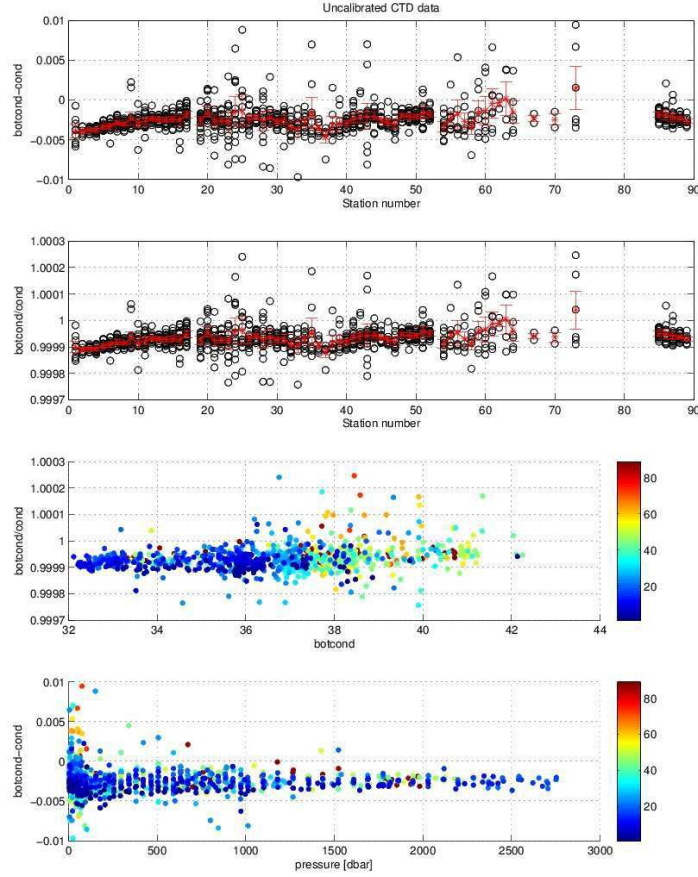 Uncalibrated CTD data
0.01
0.005
0
−0.005
−0.01
botcond−cond
0 10 20 30 40 50 60 70 80 90
Station number
1.0003
1.0002
1.0001
1
0.9999
0.9998
0.9997
botcond/cond
0 10 20 30 40 50 60 70 80 90
Station number
1.0003
1.0002
1.0001
1
0.9999
0.9998
0.9997
botcond/cond
32 34 36 38 40 42 44
botcond
80
60
40
20
0.01
0.005
0
−0.005
−0.01
botcond−cond
0 500 1000 1500 2000 2500 3000
pressure [dbar]
80
60
40
20